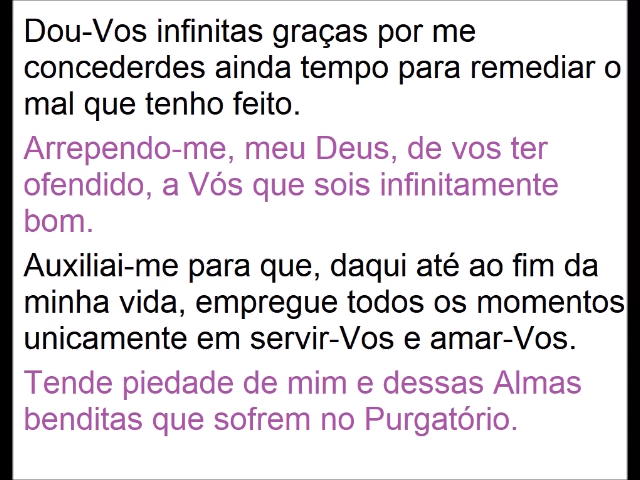 Dou-Vos infinitas graças por me
concederdes ainda tempo para remediar o
mal que tenho feito.
Arrependo-me, meu Deus, de vos ter
ofendido, a Vós que sois infinitamente
bom.
Auxiliai-me para que, daqui até ao fim da
minha vida, empregue todos os momentos
unicamente em servir-Vos e amar-Vos.
Tende piedade de mim e dessas Almas
benditas que sofrem no Purgatório.